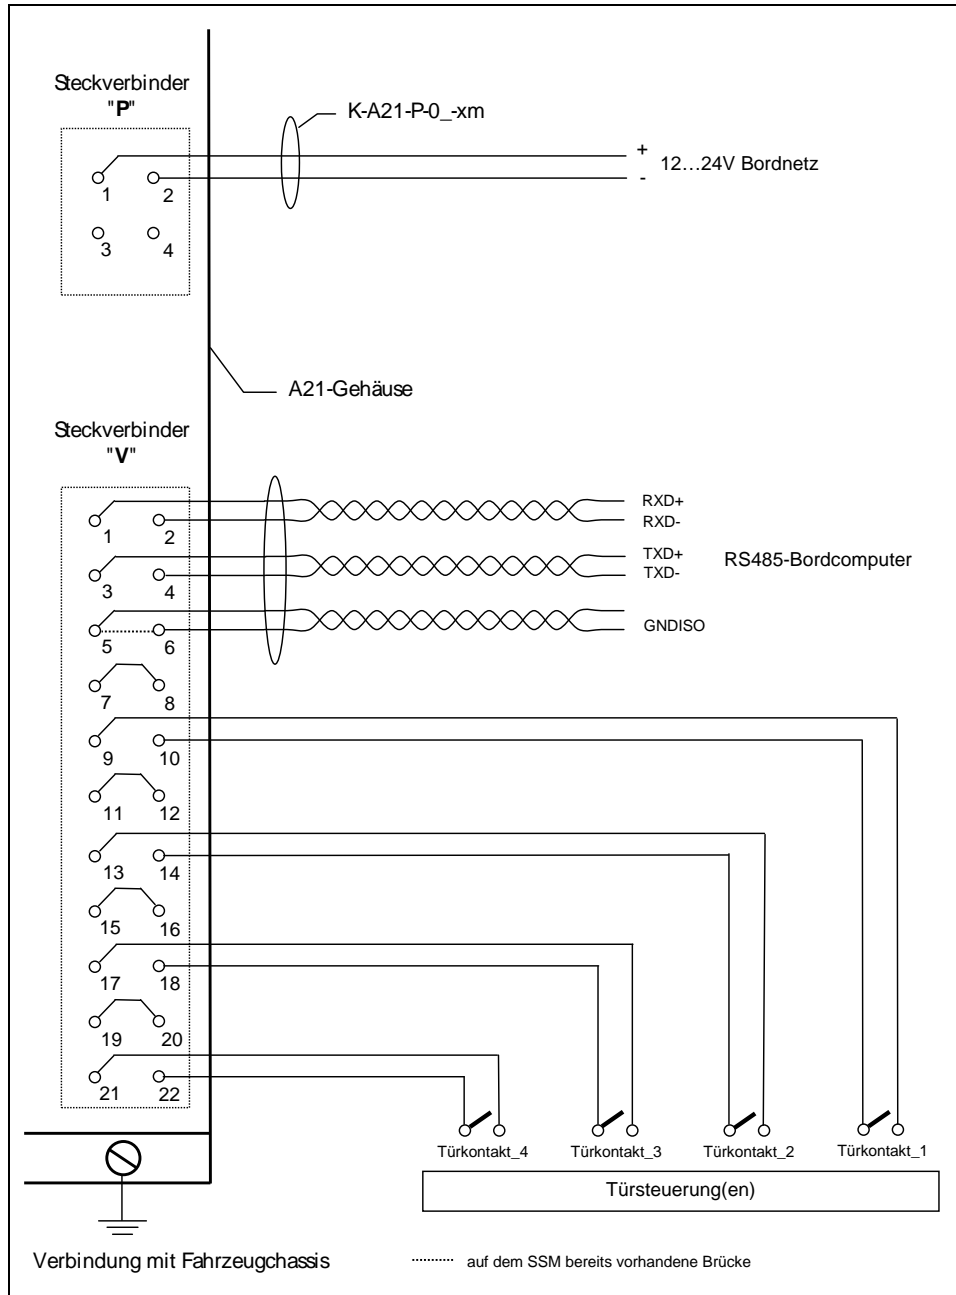 Steckverbinder
"P"
K-A21-P-0_-xm
+
12…24V Bordnetz
-
1 2
3 4
A21-Gehäuse
Steckverbinder
"V"
RXD+
1 2
RXD-
TXD+
RS485-Bordcomputer
3 4
TXD-
5 6
GNDISO
7 8
9 10
11 12
13 14
15 16
17 18
19 20
21 22
Türkontakt_4 Türkontakt_3 Türkontakt_2 Türkontakt_1
Türsteuerung(en)
Verbindung mit Fahrzeugchassis
auf dem SSM bereits vorhandene Brücke